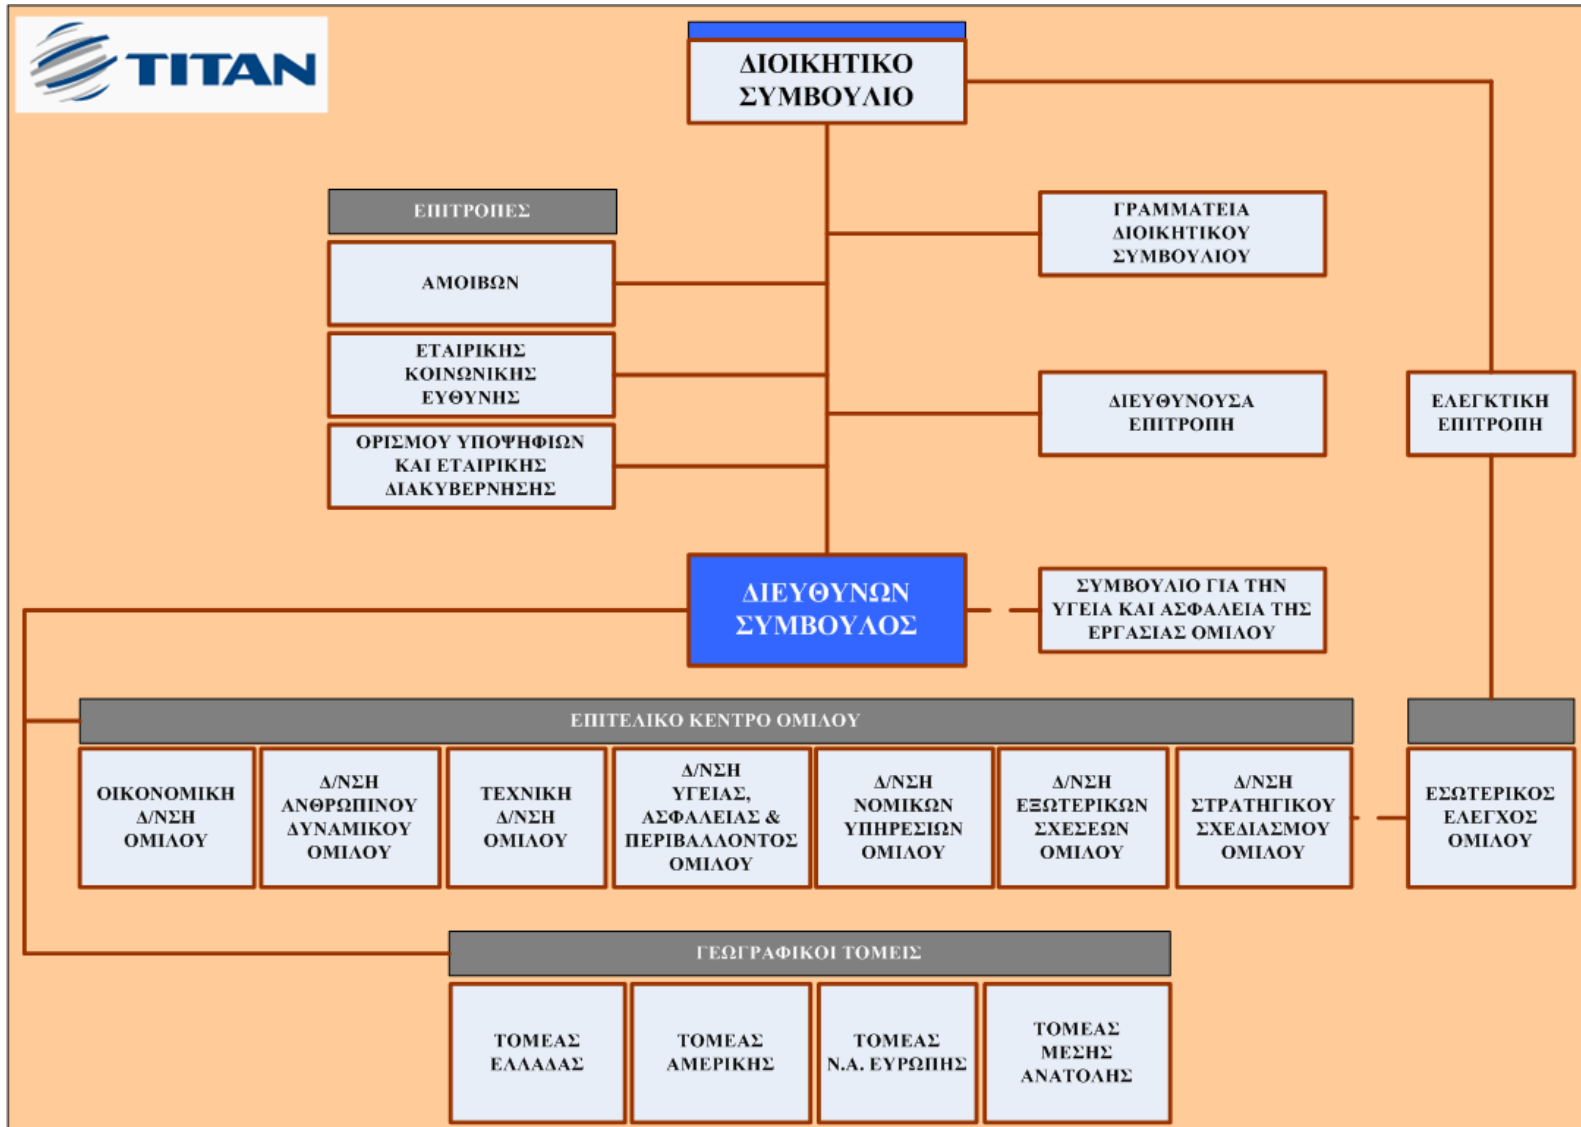 TITAN
ΔΙΟΙΚΗΤΙΚΟ
ΣΥΜΒΟΥΛΙΟ
ΕΠΙΤΡΟΠΕΣ
ΑΜΟΙΒΩΝ
ΕΤΑΙΡΙΚΗΣ
ΚΟΙΝΩΝΙΚΗΣ
ΕΥΘΥΝΗΣ
ΟΡΙΣΜΟΥ ΥΠΟΨΗΦΙΩΝ
ΚΑΙ ΕΤΑΙΡΙΚΗΣ
ΔΙΑΚΥΒΕΡΝΗΣΗΣ
ΓΡΑΜΜΑΤΕΙΑ
ΔΙΟΙΚΗΤΙΚΟΥ
ΣΥΜΒΟΥΛΙΟΥ
ΔΙΕΥΘΥΝΟΥΣΑ
ΕΠΙΤΡΟΠΗ
ΕΛΕΓΚΤΙΚΗ
ΕΠΙΤΡΟΠΗ
ΔΙΕΥΘΥΝΩΝ
ΣΥΜΒΟΥΛΟΣ
ΣΥΜΒΟΥΛΙΟ ΓΙΑ ΤΗΝ
ΥΓΕΙΑ ΚΑΙ ΑΣΦΑΛΕΙΑ ΤΗΣ
ΕΡΓΑΣΙΑΣ ΟΜΙΛΟΥ
ΕΠΙΤΕΛΙΚΟ ΚΕΝΤΡΟ ΟΜΙΛΟΥ
ΟΙΚΟΝΟΜΙΚΗ
Δ/ΝΣΗ
ΟΜΙΛΟΥ
Δ/ΝΣΗ
ΑΝΘΡΩΠΙΝΟΥ
ΔΥΝΑΜΙΚΟΥ
ΟΜΙΛΟΥ
ΤΕΧΝΙΚΗ
Δ/ΝΣΗ
ΟΜΙΛΟΥ
Δ/ΝΣΗ
ΥΓΕΙΑΣ,
ΑΣΦΑΛΕΙΑΣ &
ΠΕΡΙΒΑΛΛΟΝΤΟΣ
ΟΜΙΛΟΥ
Δ/ΝΣΗ
ΝΟΜΙΚΩΝ
ΥΠΗΡΕΣΙΩΝ
ΟΜΙΛΟΥ
Δ/ΝΣΗ
ΕΞΩΤΕΡΙΚΩΝ
ΣΧΕΣΕΩΝ
ΟΜΙΛΟΥ
Δ/ΝΣΗ
ΣΤΡΑΤΗΓΙΚΟΥ
ΣΧΕΔΙΑΣΜΟΥ
ΟΜΙΛΟΥ
ΕΣΩΤΕΡΙΚΟΣ
ΕΛΕΓΧΟΣ
ΟΜΙΛΟΥ
ΓΕΩΓΡΑΦΙΚΟΙ ΤΟΜΕΙΣ
ΤΟΜΕΑΣ
ΕΛΛΑΔΑΣ
ΤΟΜΕΑΣ
ΑΜΕΡΙΚΗΣ
ΤΟΜΕΑΣ
Ν.Α. ΕΥΡΩΠΗΣ
ΤΟΜΕΑΣ
ΜΕΣΗΣ
ΑΝΑΤΟΛΗΣ